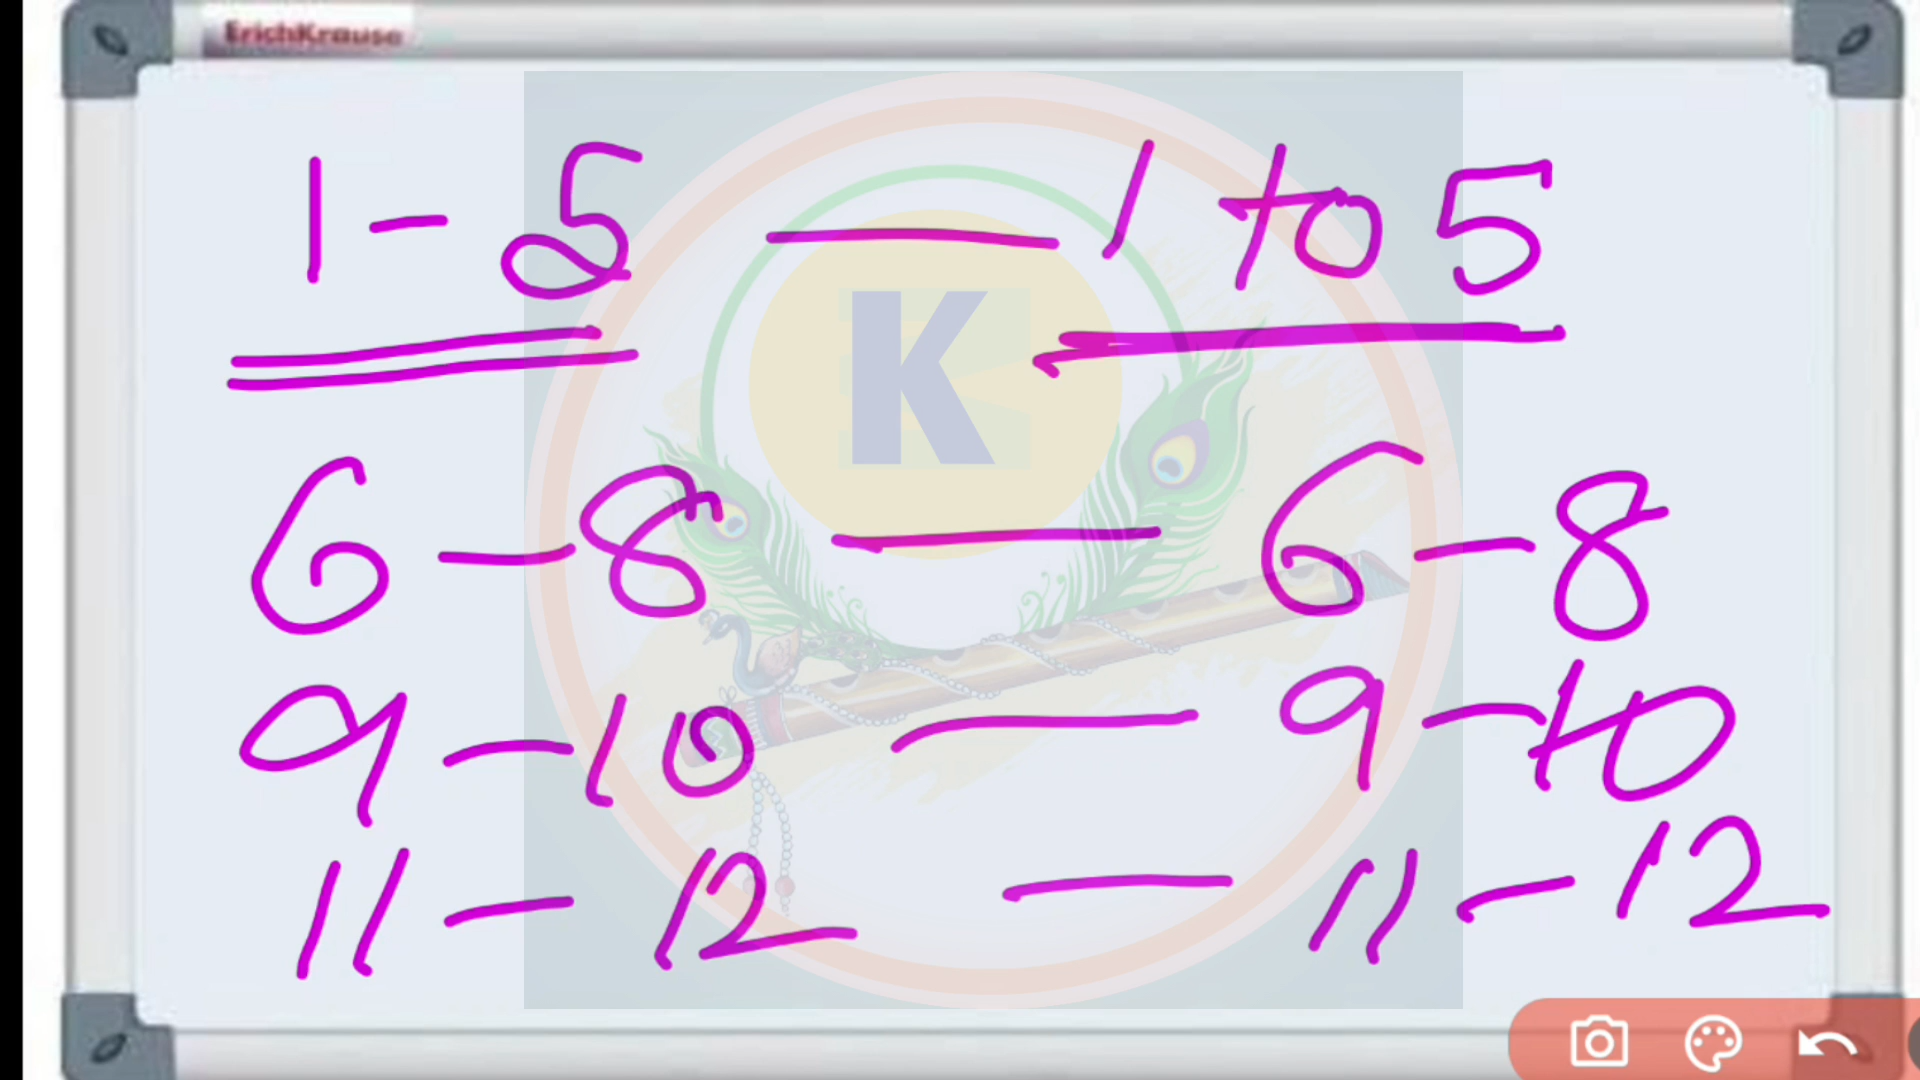 ErichKrause
1 - 5 — 1 to 5
K
6 - 8 — 6 - 8
9 - 10 — 9 - 10
11 - 12 — 11 - 12